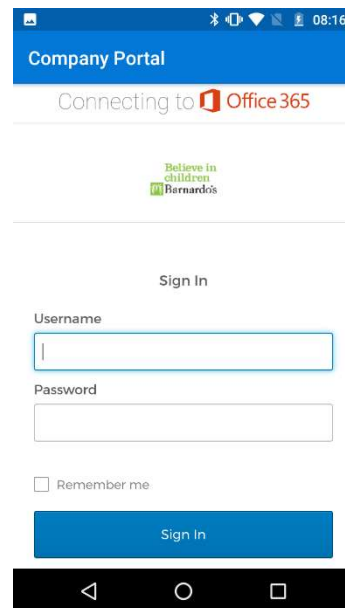 08:16
Company Portal
Connecting to Office 365
Believe in
children
Barnardo's
Sign In
Username
Password
Remember me
Sign In